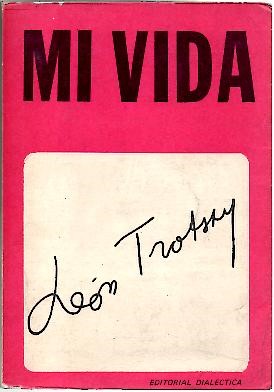 MI VIDA
León Trotsky
EDITORIAL DIALECTICA